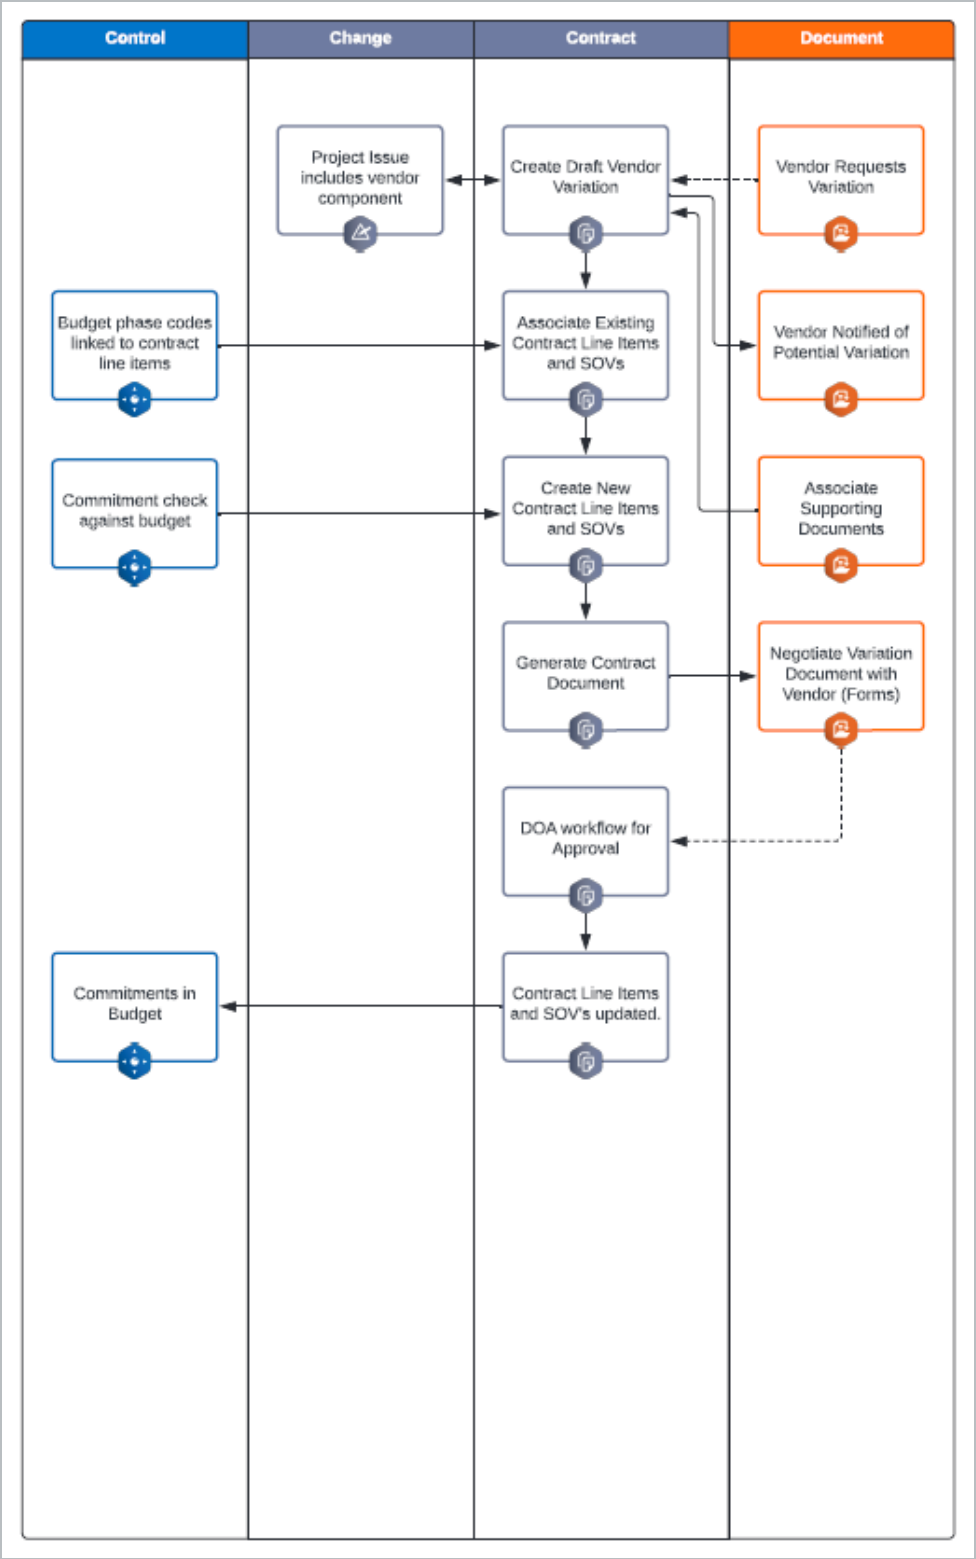 Control
Change
Contract
Document
Project Issue
includes vendor
component
Create Draft Vendor
Variation
Vendor Requests
Variation
Budget phase codes
linked to contract
line items
Associate Existing
Contract Line Items
and SOVs
Vendor Notified of
Potential Variation
Commitment check
against budget
Create New
Contract Line Items
and SOVs
Associate
Supporting
Documents
Generate Contract
Document
Negotiate Variation
Document with
Vendor (Forms)
DOA workflow for
Approval
Commitments in
Budget
Contract Line Items
and SOV's updated.